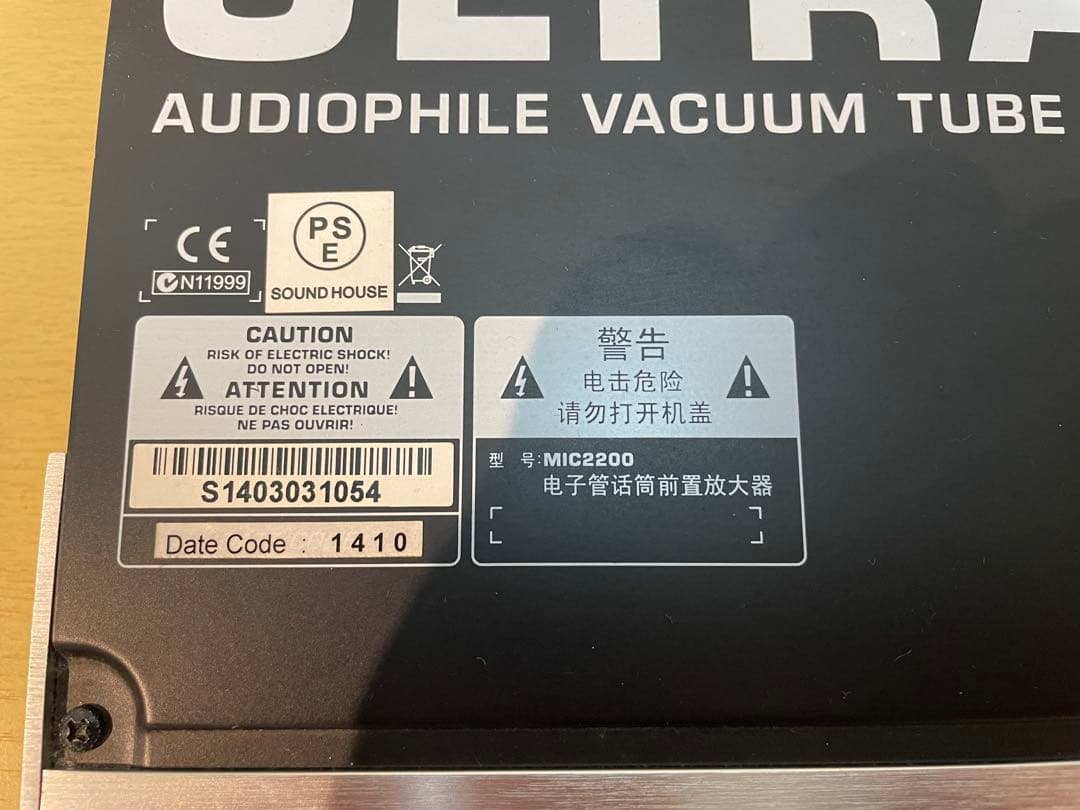 ULTRA
AUDIOPHILE VACUUM TUBE
CE
N11999
PS
E
SOUND HOUSE
CAUTION
RISK OF ELECTRIC SHOCK!
DO NOT OPEN!
ATTENTION
RISQUE DE CHOC ELECTRIQUE!
NE PAS OUVRIR!
S1403031054
Date Code : 1410
警告
电击危险
请勿打开机盖
型 号:MIC2200
电子管话筒前置放大器